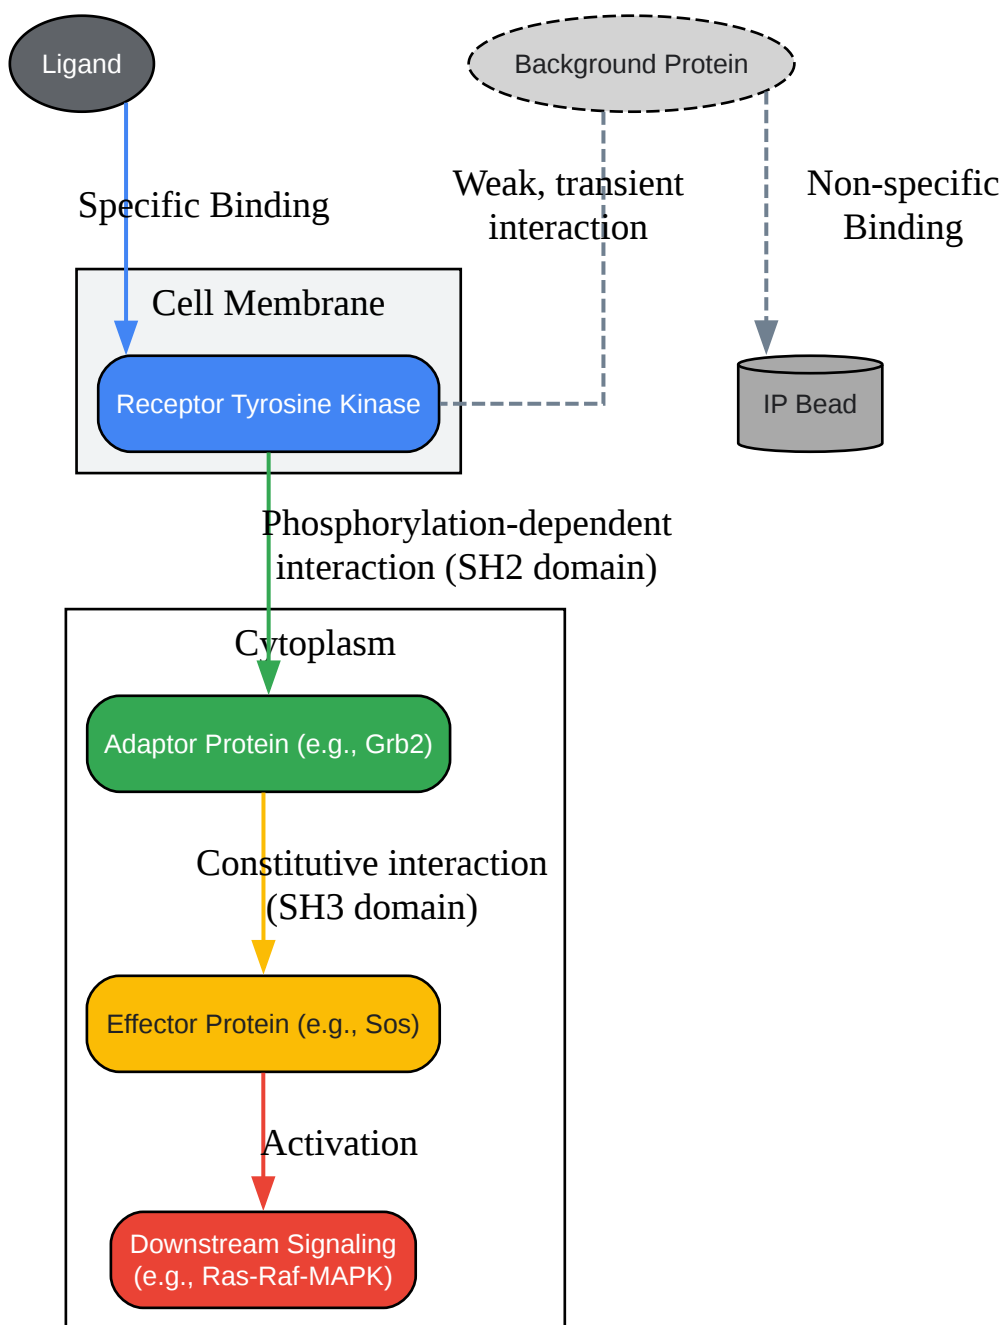 Ligand
Background Protein
Specific Binding
Weak, transient
interaction
Non-specific
Binding
Cell Membrane
Receptor Tyrosine Kinase
IP Bead
Phosphorylation-dependent
interaction (SH2 domain)
Cytoplasm
Adaptor Protein (e.g., Grb2)
Constitutive interaction
(SH3 domain)
Effector Protein (e.g., Sos)
Activation
Downstream Signaling
(e.g., Ras-Raf-MAPK)